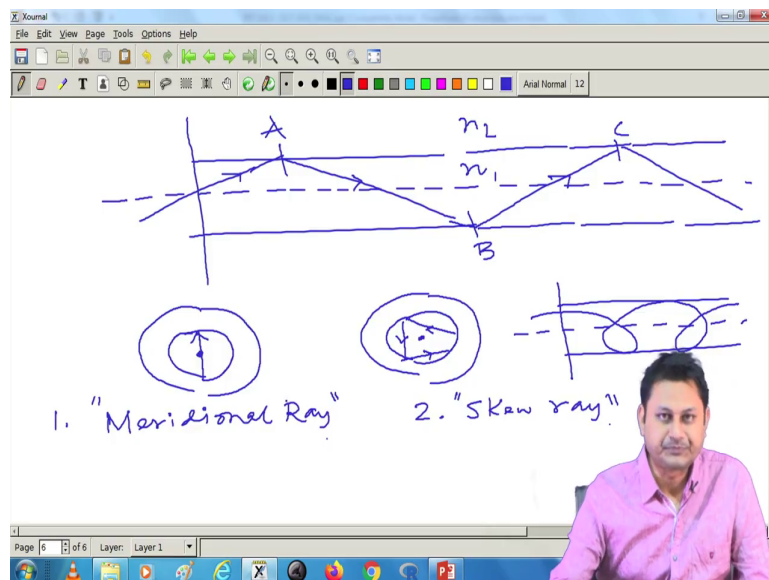 Xournal
File Edit View Page Tools Options Help
T Arial Normal 12
A n2 C
n1
B
1. "Meridional Ray" 2. "Skew ray"
Page 6 of 6 Layer: Layer 1